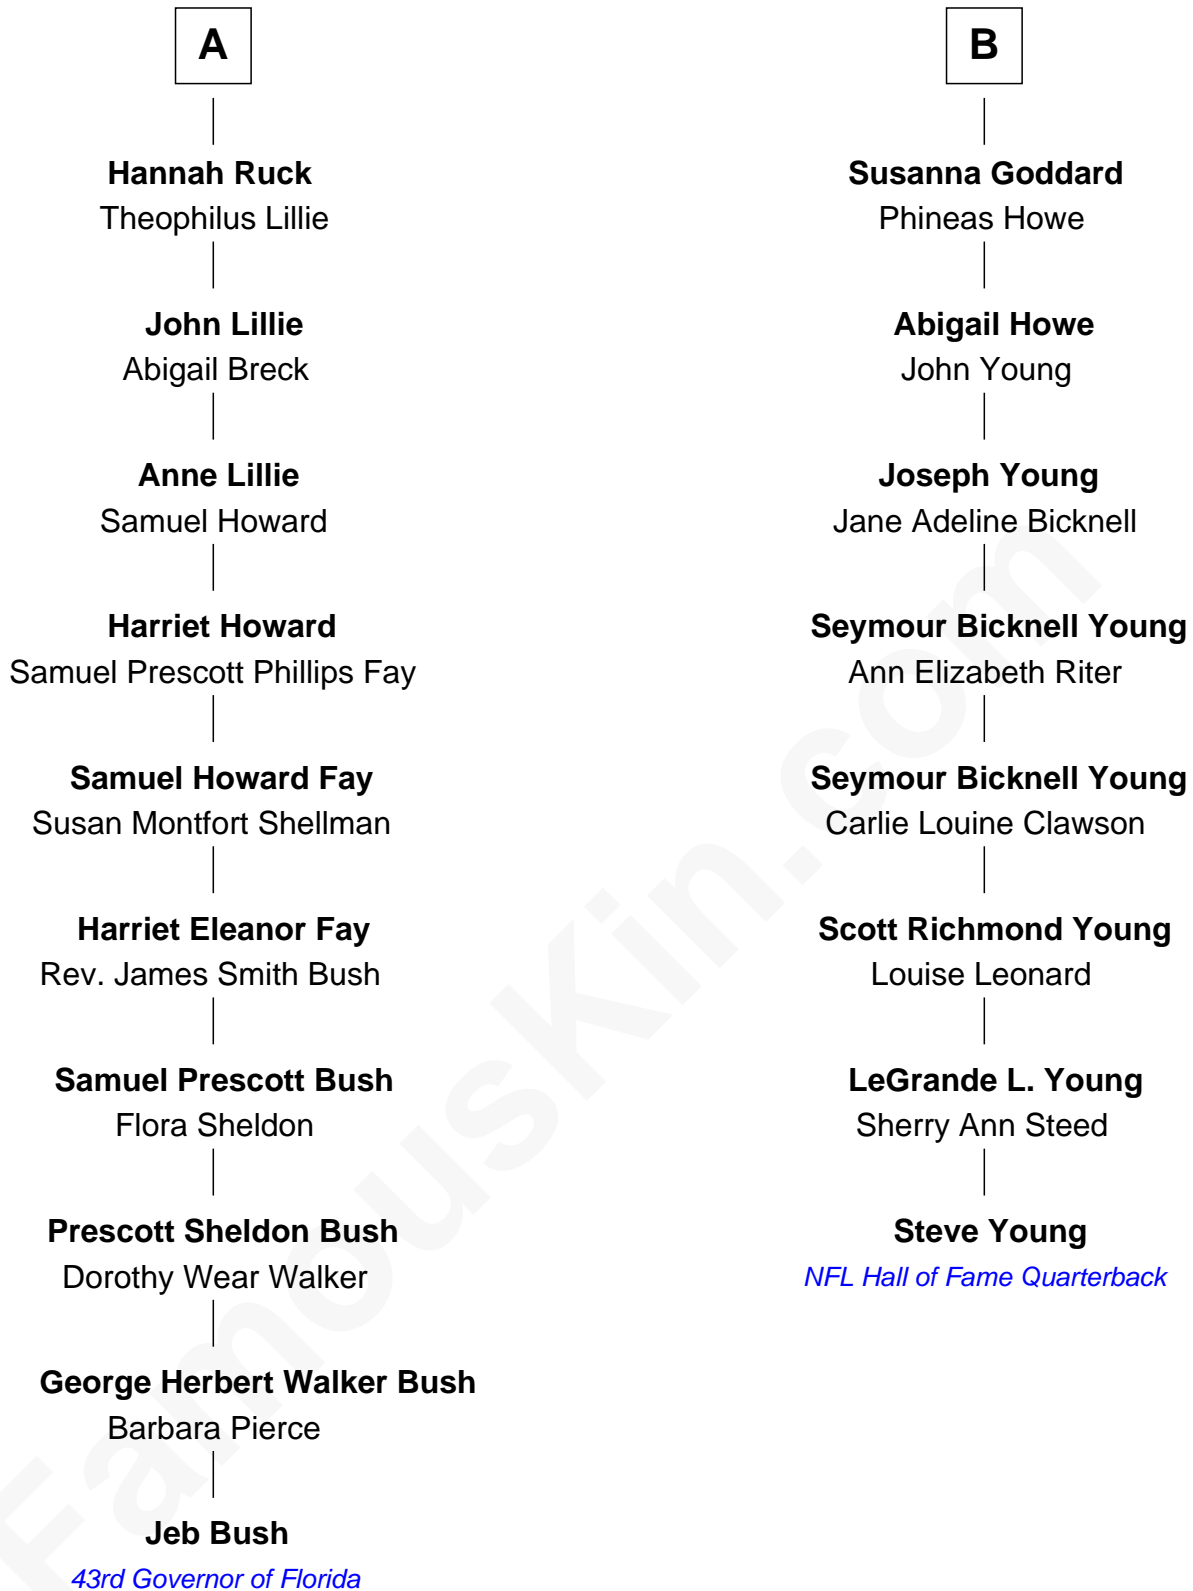 A
Hannah Ruck
Theophilus Lillie
John Lillie
Abigail Breck
Anne Lillie
Samuel Howard
Harriet Howard
Samuel Prescott Phillips Fay
Samuel Howard Fay
Susan Montfort Shellman
Harriet Eleanor Fay
Rev. James Smith Bush
Samuel Prescott Bush
Flora Sheldon
Prescott Sheldon Bush
Dorothy Wear Walker
George Herbert Walker Bush
Barbara Pierce
Jeb Bush
43rd Governor of Florida
B
Susanna Goddard
Phineas Howe
Abigail Howe
John Young
Joseph Young
Jane Adeline Bicknell
Seymour Bicknell Young
Ann Elizabeth Riter
Seymour Bicknell Young
Carlie Louine Clawson
Scott Richmond Young
Louise Leonard
LeGrande L. Young
Sherry Ann Steed
Steve Young
NFL Hall of Fame Quarterback
FamousKin.com